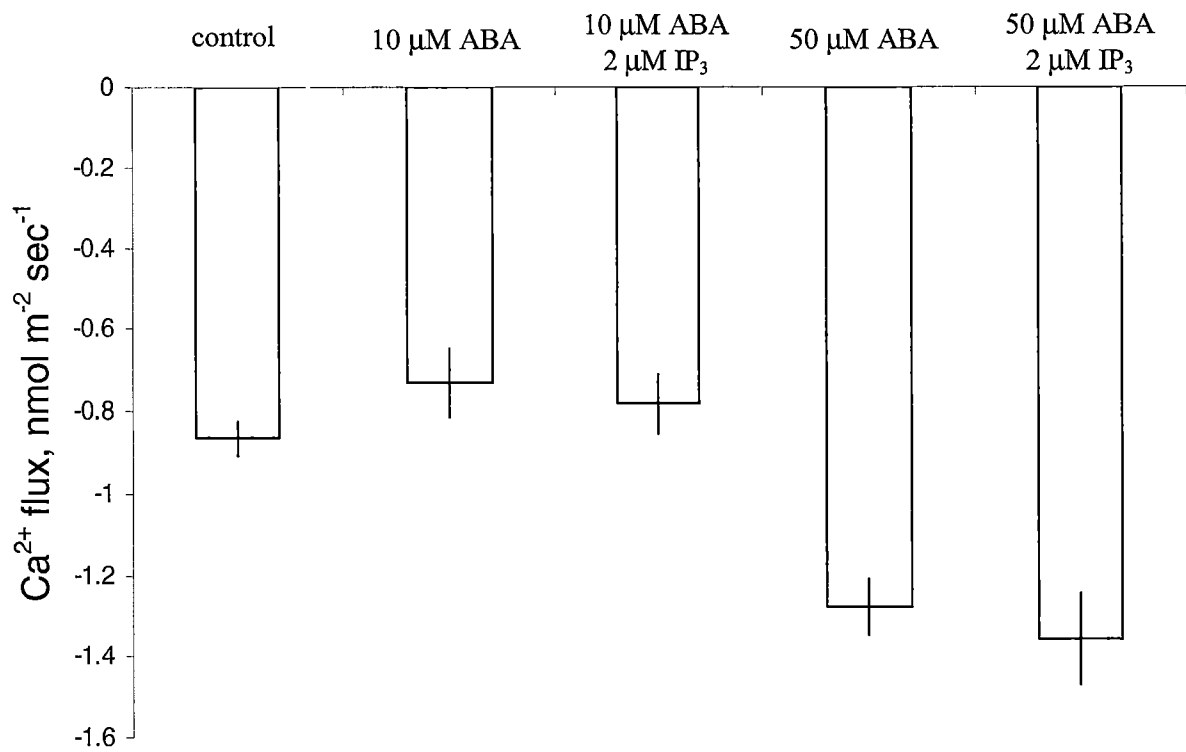 control
10 μM ABA
10 μM ABA
2 μM IP₃
50 μM ABA
50 μM ABA
2 μM IP₃
Ca²⁺ flux, nmol m⁻² sec⁻¹
0
-0.2
-0.4
-0.6
-0.8
-1
-1.2
-1.4
-1.6